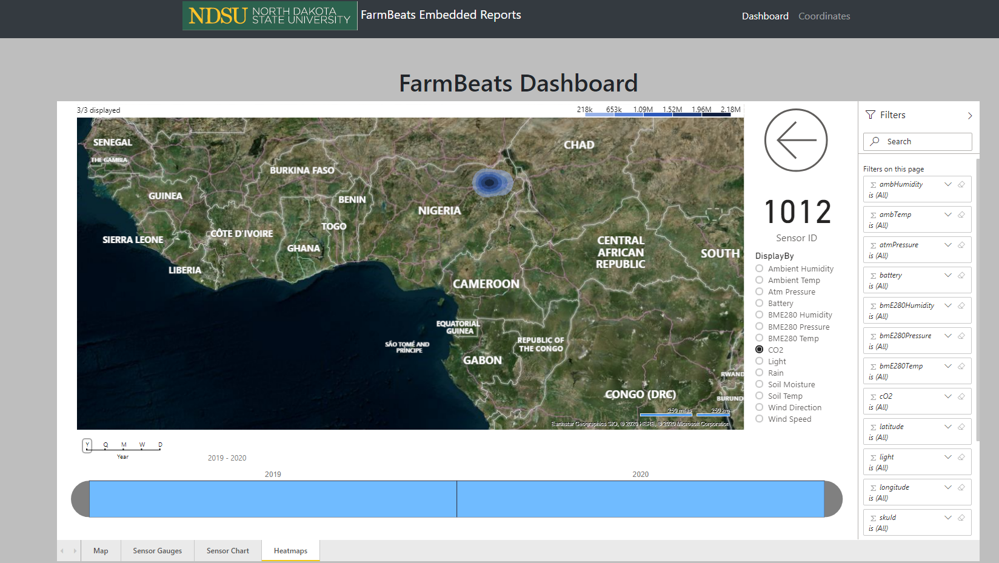 NDSU NORTH DAKOTA
STATE UNIVERSITY
FarmBeats Embedded Reports
Dashboard
Coordinates
FarmBeats Dashboard
3/3 displayed
218k 653k 1.09M 1.52M 1.96M 2.18M
SENEGAL
THE GAMBIA
BURKINA FASO
CHAD
GUINEA
BENIN
NIGERIA
TOGO
CÔTE D'IVOIRE
SIERRA LEONE
GHANA
CENTRAL
AFRICAN
REPUBLIC
SOUTH
LIBERIA
CAMEROON
EQUATORIAL
GUINEA
SÃO TOMÉ AND
PRÍNCIPE
REPUBLIC OF
THE CONGO
GABON
RWAND
CONGO (DRC)
BURUND
250 miles 250 km
Earthstar Geographics SIO, © 2020 HERE, © 2020 Microsoft Corporation
1012
Sensor ID
DisplayBy
Ambient Humidity
Ambient Temp
Atm Pressure
Battery
BME280 Humidity
BME280 Pressure
BME280 Temp
CO2
Light
Rain
Soil Moisture
Soil Temp
Wind Direction
Wind Speed
Y Q M W D
Year
2019 - 2020
2019 2020
Filters
Search
Filters on this page
Σ ambHumidity
is (All)
Σ ambTemp
is (All)
Σ atmPressure
is (All)
Σ battery
is (All)
Σ bmE280Humidity
is (All)
Σ bmE280Pressure
is (All)
Σ bmE280Temp
is (All)
Σ cO2
is (All)
Σ latitude
is (All)
Σ light
is (All)
Σ longitude
is (All)
Σ skuId
is (All)
Map
Sensor Gauges
Sensor Chart
Heatmaps